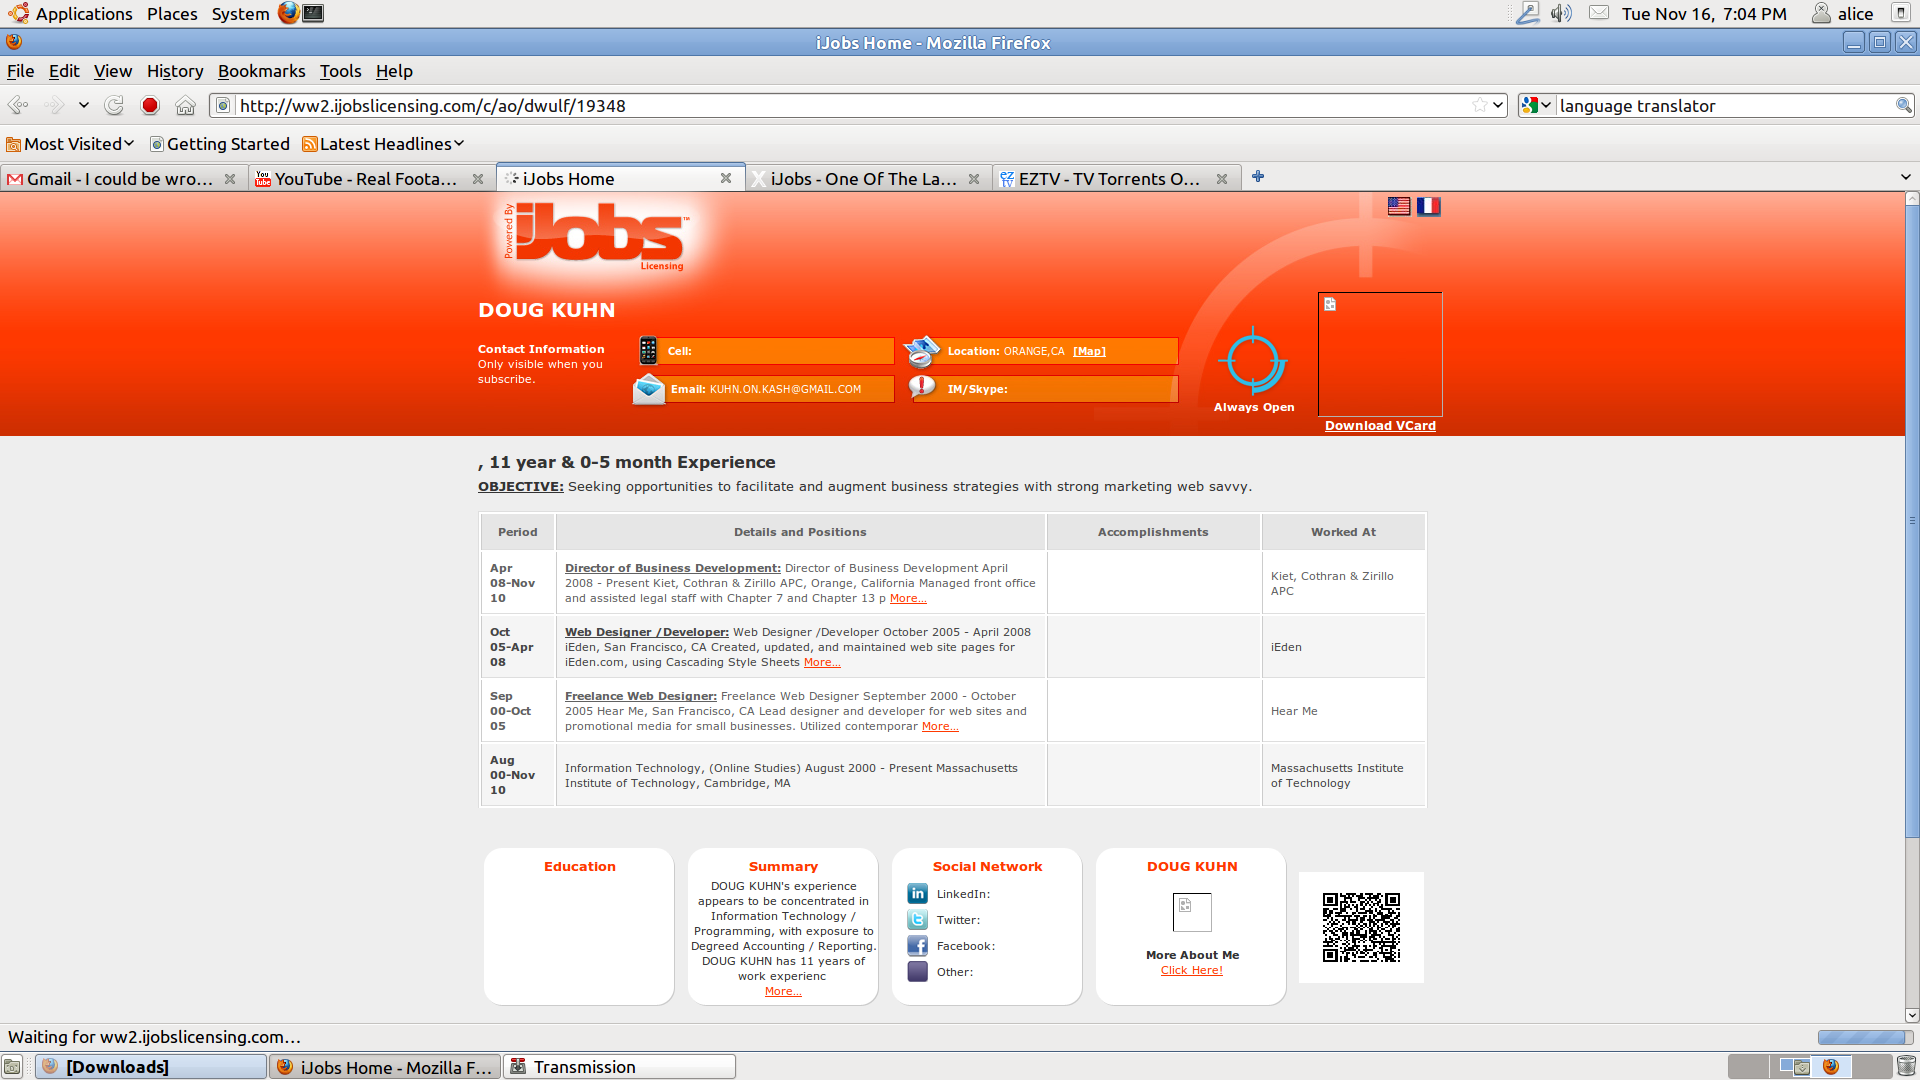 Applications Places System
Tue Nov 16, 7:04 PM alice
iJobs Home - Mozilla Firefox
File Edit View History Bookmarks Tools Help
http://ww2.ijobslicensing.com/c/ao/dwulf/19348
language translator
Most Visited Getting Started Latest Headlines
Gmail - I could be wro...
YouTube - Real Foota...
iJobs Home
iJobs - One Of The La...
EZTV - TV Torrents O...
Powered By
iJobs™
Licensing
DOUG KUHN
Contact Information
Only visible when you
subscribe.
Cell:
Location: ORANGE,CA [Map]
Email: KUHN.ON.KASH@GMAIL.COM
IM/Skype:
Always Open
Download VCard
, 11 year & 0-5 month Experience
OBJECTIVE: Seeking opportunities to facilitate and augment business strategies with strong marketing web savvy.
Period Details and Positions Accomplishments Worked At
Apr
08-Nov
10
Director of Business Development: Director of Business Development April
2008 - Present Kiet, Cothran & Zirillo APC, Orange, California Managed front office
and assisted legal staff with Chapter 7 and Chapter 13 p More...
Kiet, Cothran & Zirillo
APC
Oct
05-Apr
08
Web Designer /Developer: Web Designer /Developer October 2005 - April 2008
iEden, San Francisco, CA Created, updated, and maintained web site pages for
iEden.com, using Cascading Style Sheets More...
iEden
Sep
00-Oct
05
Freelance Web Designer: Freelance Web Designer September 2000 - October
2005 Hear Me, San Francisco, CA Lead designer and developer for web sites and
promotional media for small businesses. Utilized contemporar More...
Hear Me
Aug
00-Nov
10
Information Technology, (Online Studies) August 2000 - Present Massachusetts
Institute of Technology, Cambridge, MA
Massachusetts Institute
of Technology
Education
Summary
DOUG KUHN's experience
appears to be concentrated in
Information Technology /
Programming, with exposure to
Degreed Accounting / Reporting.
DOUG KUHN has 11 years of
work experienc
More...
Social Network
LinkedIn:
Twitter:
Facebook:
Other:
DOUG KUHN
More About Me
Click Here!
Waiting for ww2.ijobslicensing.com...
[Downloads]
iJobs Home - Mozilla F...
Transmission